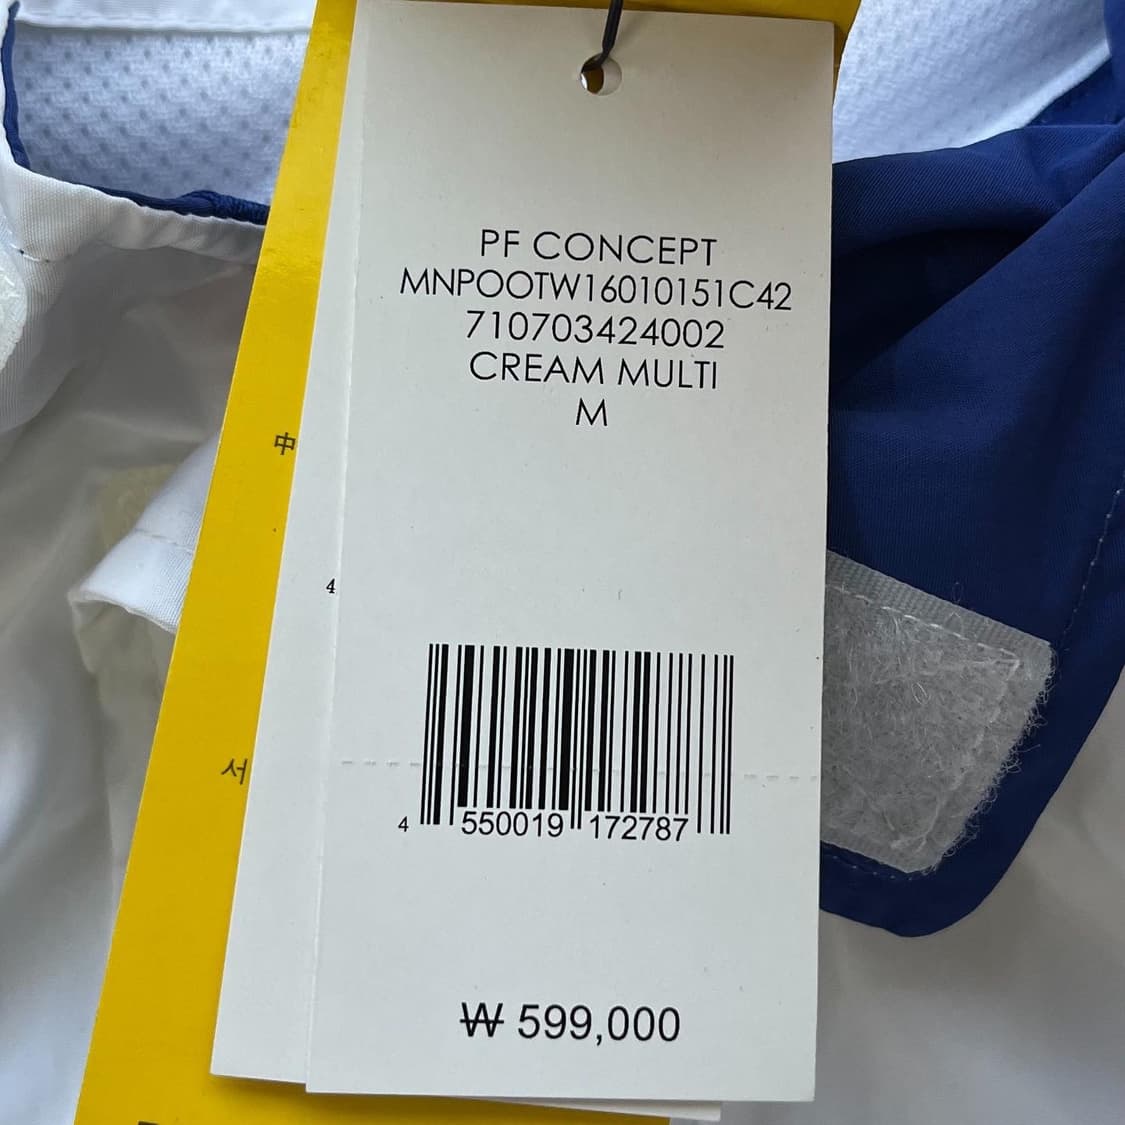 PF CONCEPT
MNPOOTW16010151C42
710703424002
CREAM MULTI
M
中
4
서
4 550019 172787
₩ 599,000